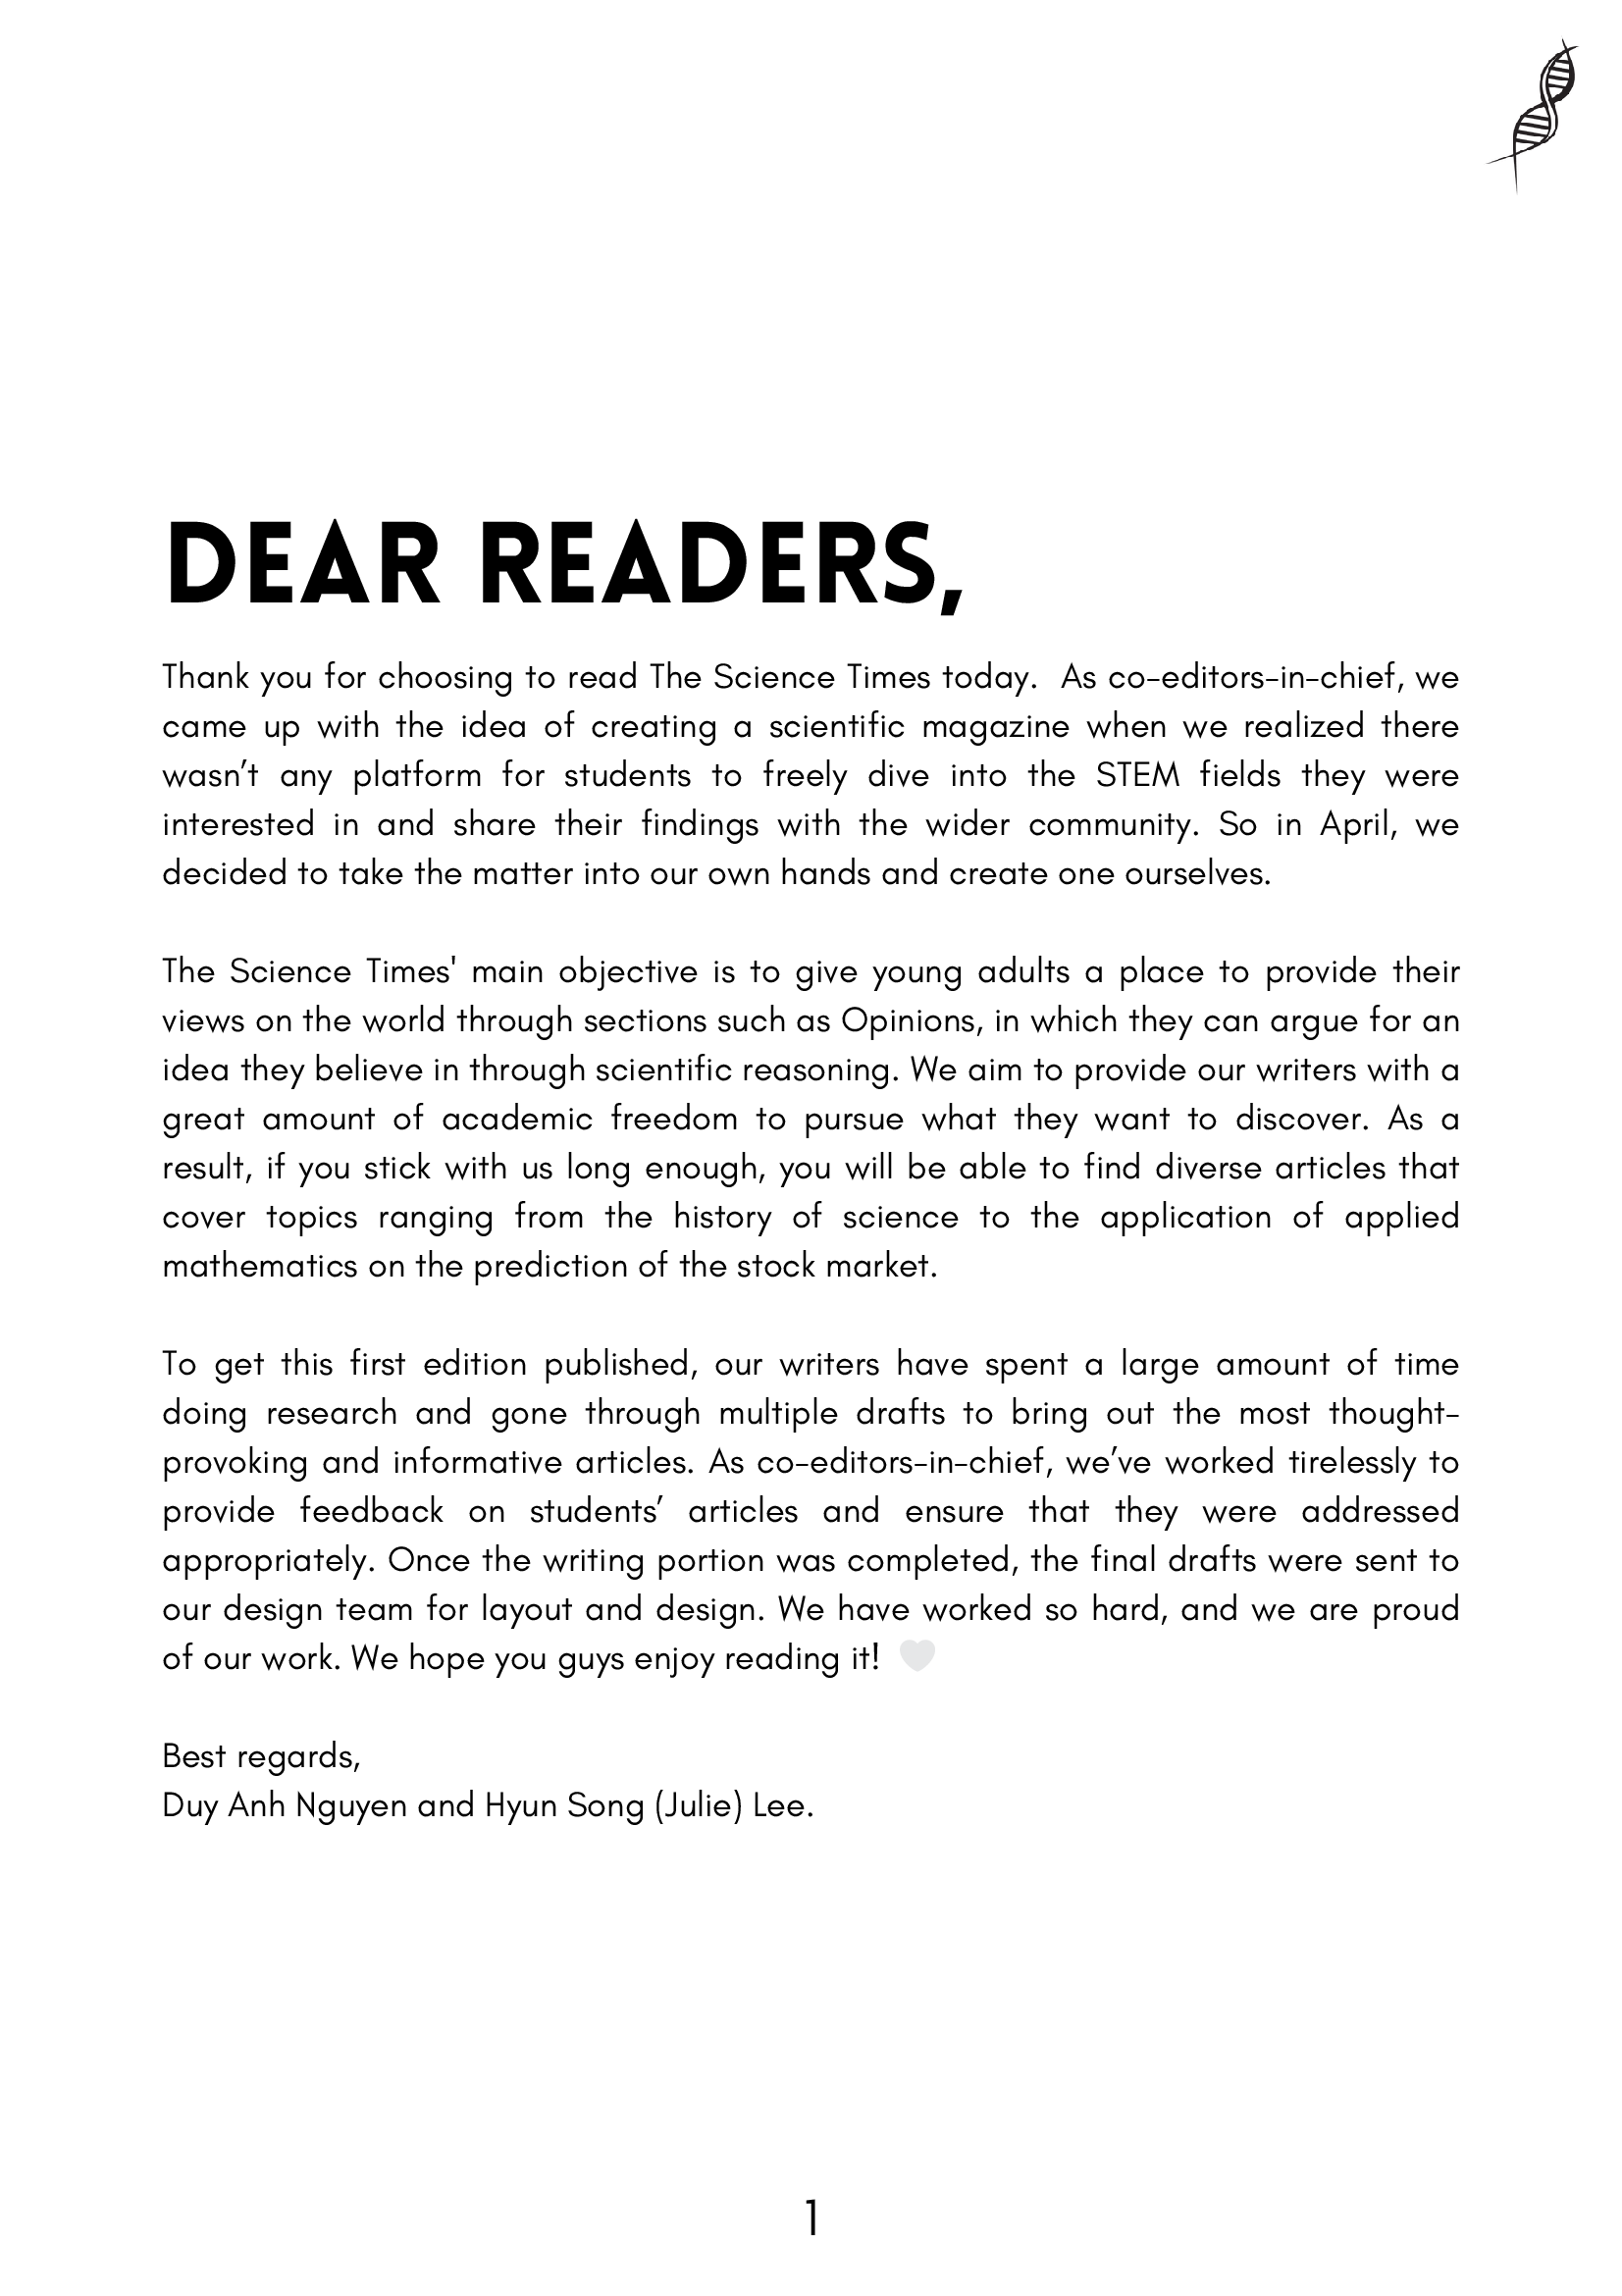 DEAR READERS,
Thank you for choosing to read The Science Times today.  As co-editors-in-chief, we
came up with the idea of creating a scientific magazine when we realized there
wasn’t any platform for students to freely dive into the STEM fields they were
interested in and share their findings with the wider community. So in April, we
decided to take the matter into our own hands and create one ourselves.
The Science Times' main objective is to give young adults a place to provide their
views on the world through sections such as Opinions, in which they can argue for an
idea they believe in through scientific reasoning. We aim to provide our writers with a
great amount of academic freedom to pursue what they want to discover. As a
result, if you stick with us long enough, you will be able to find diverse articles that
cover topics ranging from the history of science to the application of applied
mathematics on the prediction of the stock market.
To get this first edition published, our writers have spent a large amount of time
doing research and gone through multiple drafts to bring out the most thought-
provoking and informative articles. As co-editors-in-chief, we’ve worked tirelessly to
provide feedback on students’ articles and ensure that they were addressed
appropriately. Once the writing portion was completed, the final drafts were sent to
our design team for layout and design. We have worked so hard, and we are proud
of our work. We hope you guys enjoy reading it! 🤍
Best regards,
Duy Anh Nguyen and Hyun Song (Julie) Lee.
1